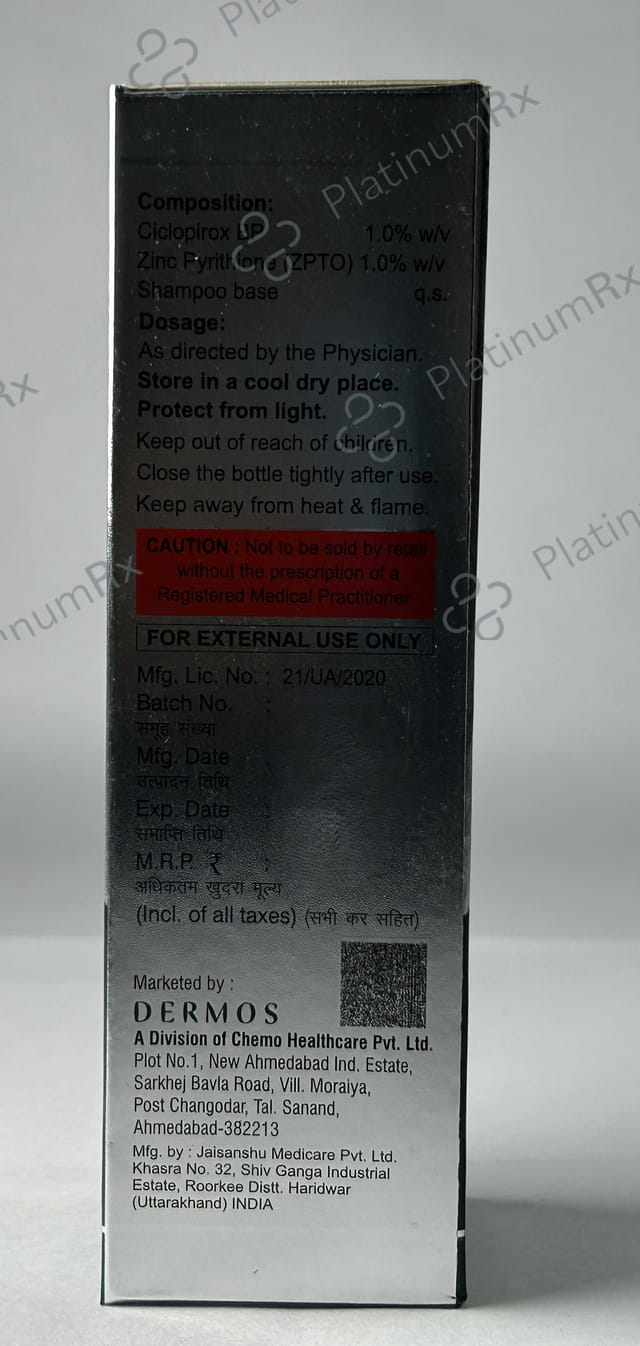 Composition:
Ciclopirox BP 1.0% w/v
Zinc Pyrithione (ZPTO) 1.0% w/v
Shampoo base q.s.
Dosage:
As directed by the Physician.
Store in a cool dry place.
Protect from light.
Keep out of reach of children.
Close the bottle tightly after use.
Keep away from heat & flame.
CAUTION : Not to be sold by retail
without the prescription of a
Registered Medical Practitioner
FOR EXTERNAL USE ONLY
Mfg. Lic. No. : 21/UA/2020
Batch No. :
समूह संख्या
Mfg. Date :
उत्पादन तिथि
Exp. Date :
समाप्ति तिथि
M.R.P. ₹ :
अधिकतम खुदरा मूल्य
(Incl. of all taxes) (सभी कर सहित)
Marketed by :
DERMOS
A Division of Chemo Healthcare Pvt. Ltd.
Plot No.1, New Ahmedabad Ind. Estate,
Sarkhej Bavla Road, Vill. Moraiya,
Post Changodar, Tal. Sanand,
Ahmedabad-382213
Mfg. by : Jaisanshu Medicare Pvt. Ltd.
Khasra No. 32, Shiv Ganga Industrial
Estate, Roorkee Distt. Haridwar
(Uttarakhand) INDIA
PlatinumRx
PlatinumRx